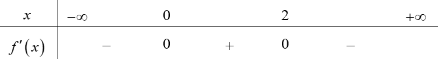 x −∞ 0 2 +∞
f′(x) − 0 + 0 −